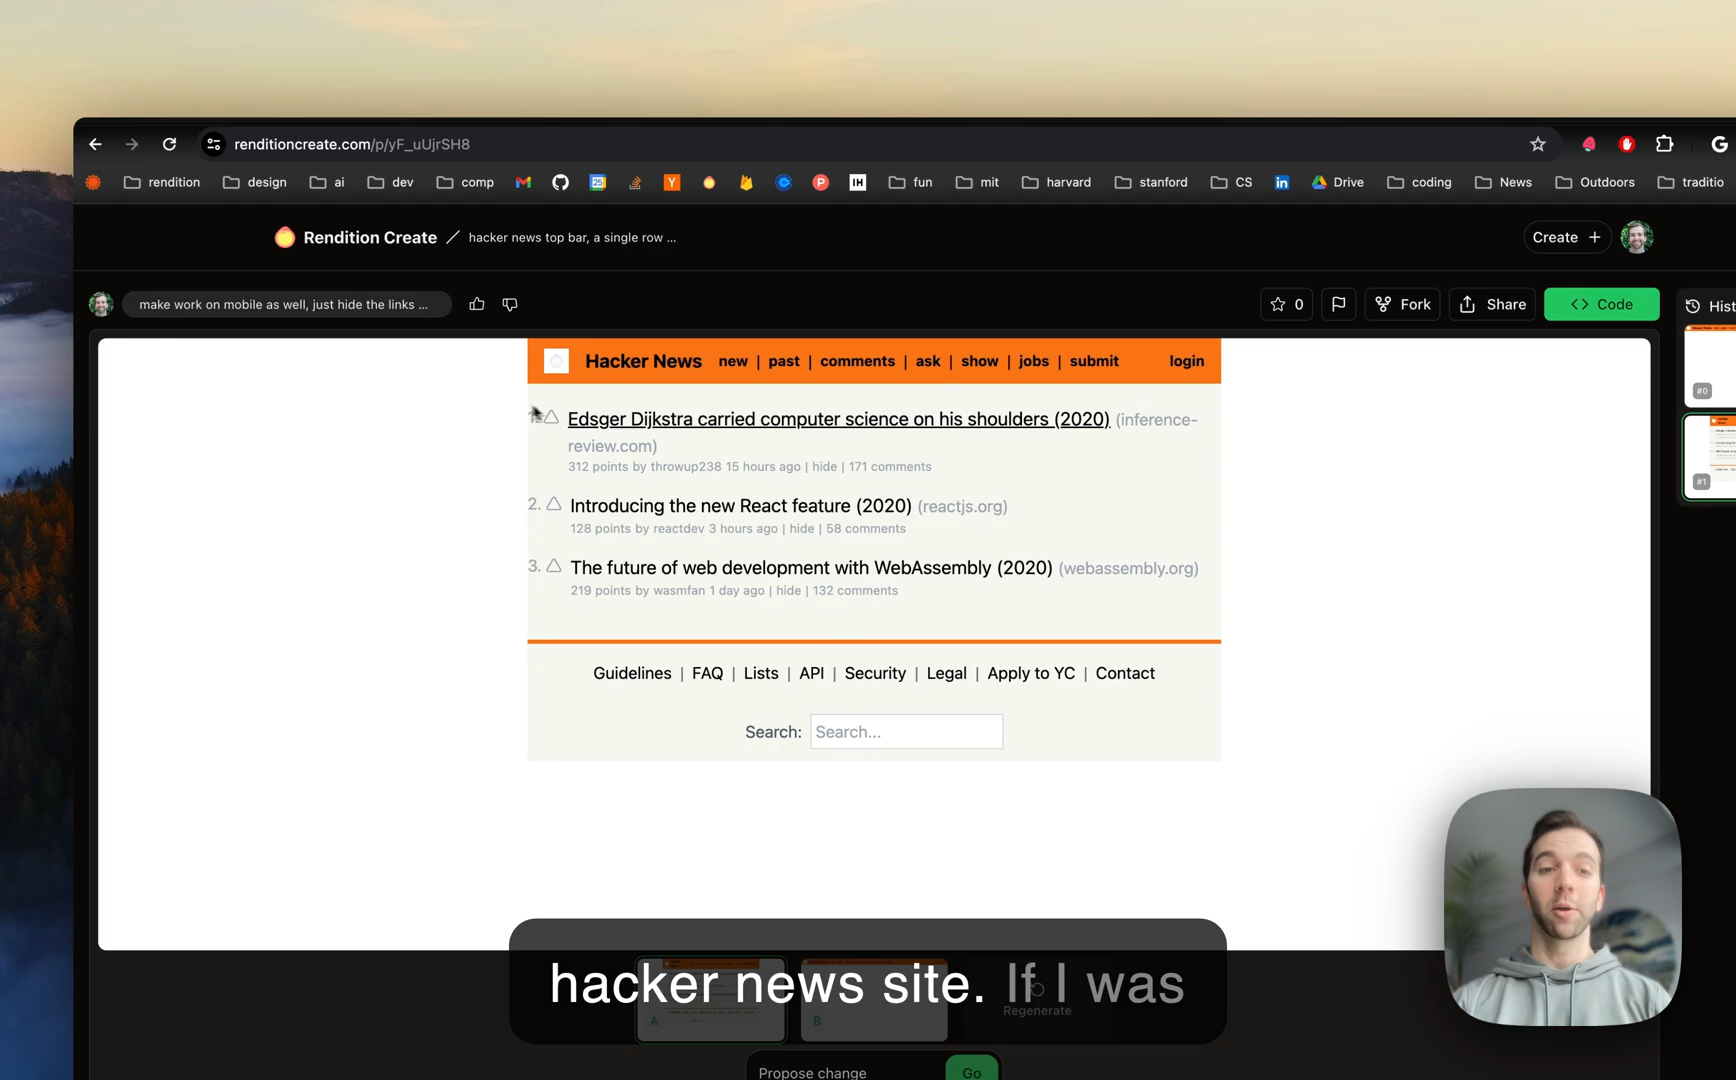 renditioncreate.com/p/yF_uUjrSH8
rendition design ai dev comp 25 Y P IH fun mit harvard stanford CS in Drive coding News Outdoors traditio
Rendition Create / hacker news top bar, a single row ...
Create +
make work on mobile as well, just hide the links ...
0 Fork Share <> Code
Hist
Hacker News new | past | comments | ask | show | jobs | submit login
Edsger Dijkstra carried computer science on his shoulders (2020) (inference-
review.com)
312 points by throwup238 15 hours ago | hide | 171 comments
2. Introducing the new React feature (2020) (reactjs.org)
128 points by reactdev 3 hours ago | hide | 58 comments
3. The future of web development with WebAssembly (2020) (webassembly.org)
219 points by wasmfan 1 day ago | hide | 132 comments
Guidelines | FAQ | Lists | API | Security | Legal | Apply to YC | Contact
Search: Search...
#0
#1
hacker news site. If I was
A
B
Regenerate
Propose change
Go